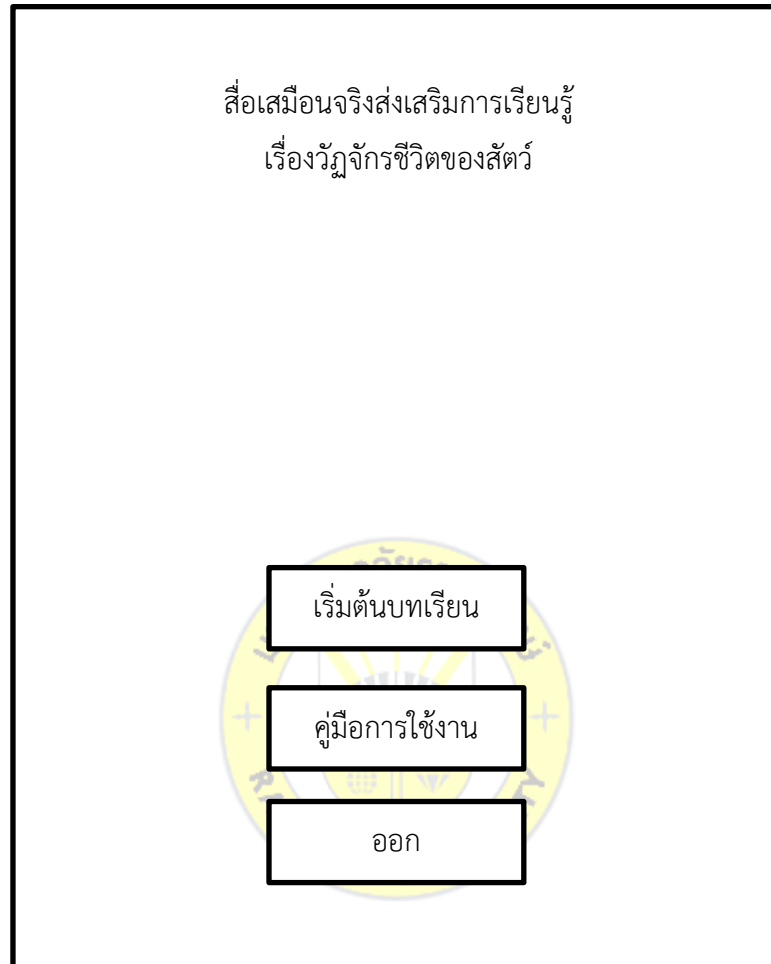 สื่อเสมือนจริงส่งเสริมการเรียนรู้
เรื่องวัฏจักรชีวิตของสัตว์
เริ่มต้นบทเรียน
คู่มือการใช้งาน
ออก